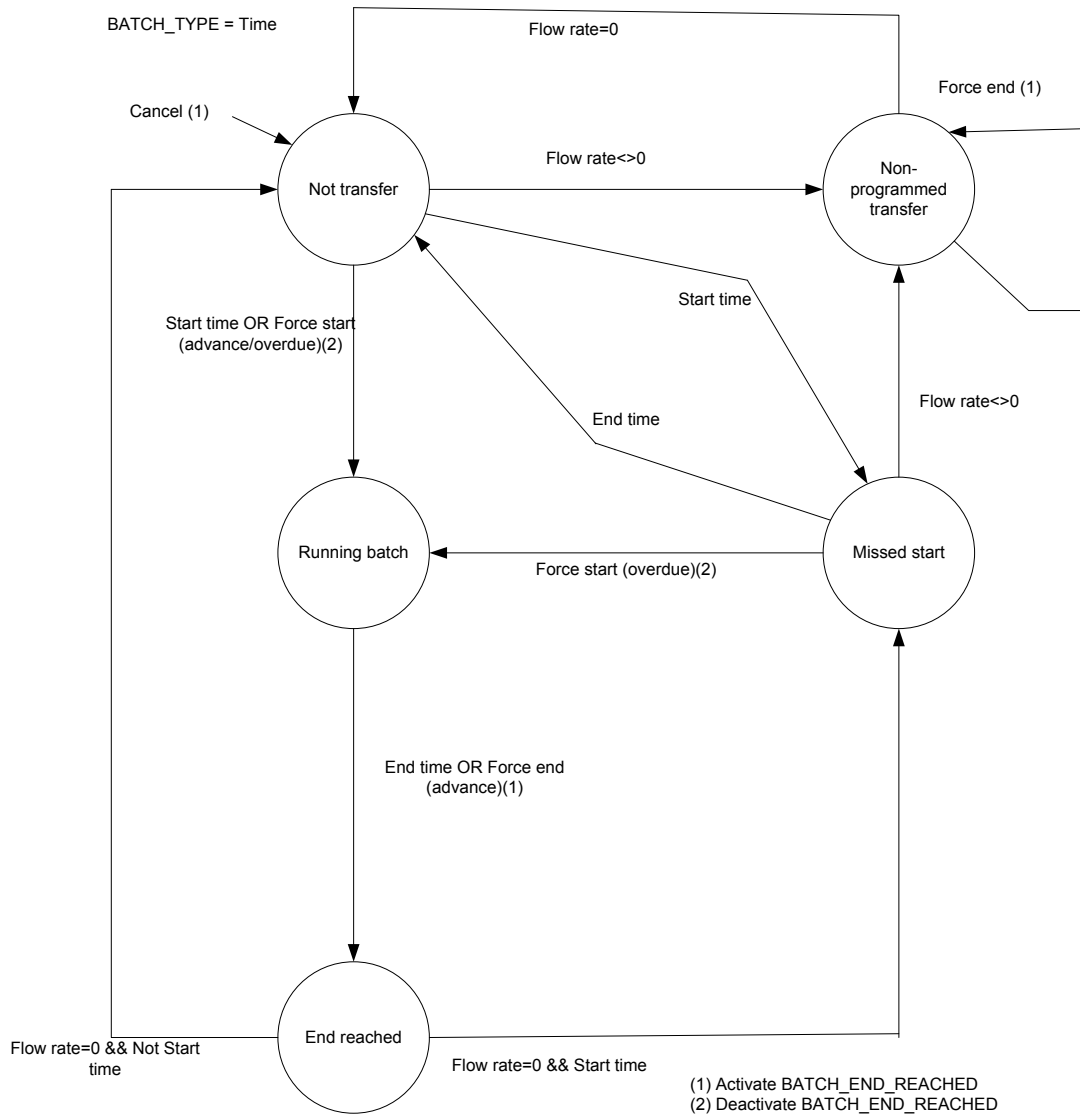 BATCH_TYPE = Time
Flow rate=0
Cancel (1)
Force end (1)
Flow rate<>0
Not transfer
Non-
programmed
transfer
Start time
Start time OR Force start
(advance/overdue)(2)
End time
Flow rate<>0
Running batch
Missed start
Force start (overdue)(2)
End time OR Force end
(advance)(1)
End reached
Flow rate=0 && Not Start
time
Flow rate=0 && Start time
(1) Activate BATCH_END_REACHED
(2) Deactivate BATCH_END_REACHED